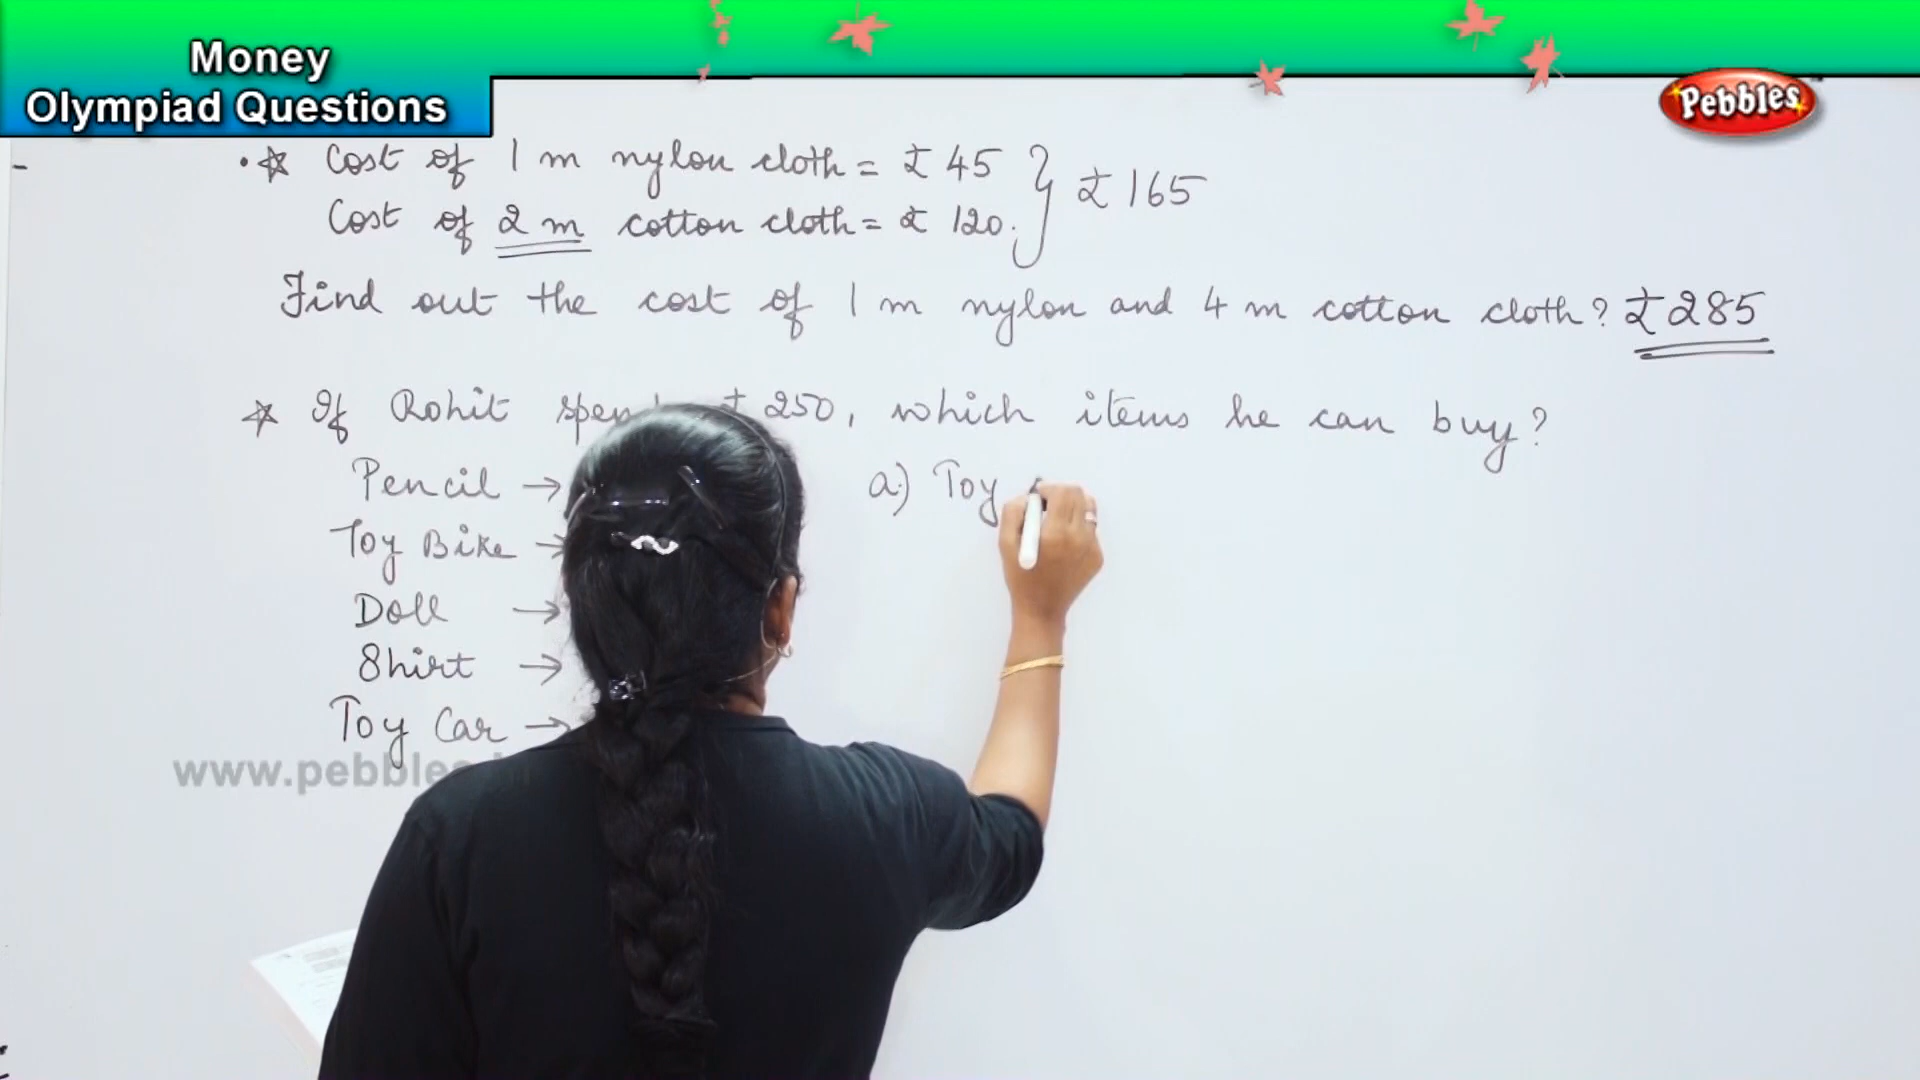 Money
Olympiad Questions
Pebbles
• ☆ Cost of 1 m nylon cloth = ₹ 45 } ₹ 165
Cost of 2 m cotton cloth = ₹ 120.
Find out the cost of 1 m nylon and 4 m cotton cloth? ₹ 285
☆ If Rohit ₹ 250, which items he can buy?
Pencil → a) Toy
Toy Bike →
Doll →
Shirt →
Toy Car →
www.pebbles.i